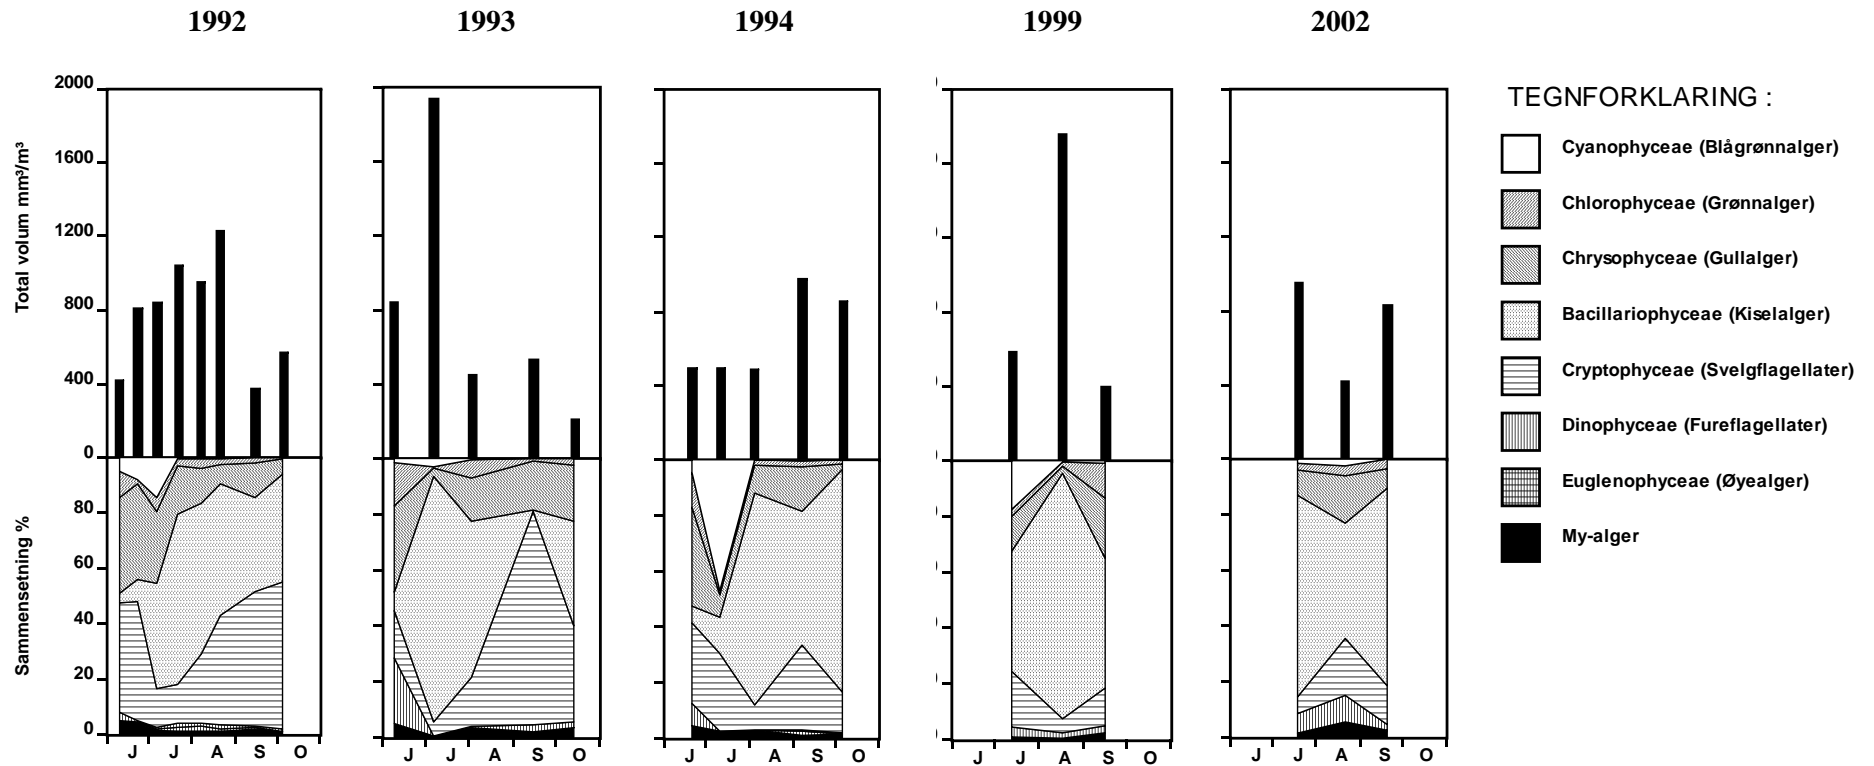 1992 1993 1994 1999 2002
Total volum mm³/m³
2000
1600
1200
800
400
0
Sammensetning %
80
60
40
20
0
J J A S O
J J A S O
J J A S O
J J A S O
J J A S O
TEGNFORKLARING :
Cyanophyceae (Blågrønnalger)
Chlorophyceae (Grønnalger)
Chrysophyceae (Gullalger)
Bacillariophyceae (Kiselalger)
Cryptophyceae (Svelgflagellater)
Dinophyceae (Fureflagellater)
Euglenophyceae (Øyealger)
My-alger